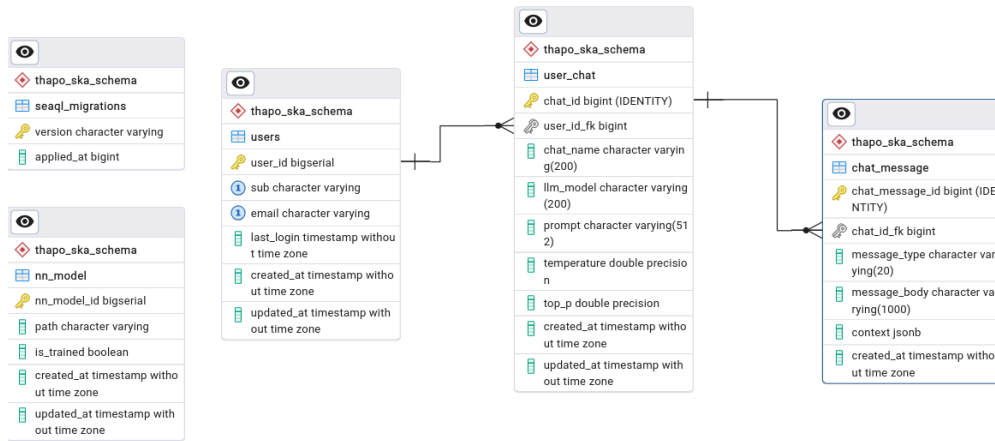 thapo_ska_schema
seaql_migrations
version character varying
applied_at bigint
thapo_ska_schema
nn_model
nn_model_id bigserial
path character varying
is_trained boolean
created_at timestamp witho
ut time zone
updated_at timestamp with
out time zone
thapo_ska_schema
users
user_id bigserial
1 sub character varying
1 email character varying
last_login timestamp withou
t time zone
created_at timestamp witho
ut time zone
updated_at timestamp with
out time zone
thapo_ska_schema
user_chat
chat_id bigint (IDENTITY)
user_id_fk bigint
chat_name character varyin
g(200)
llm_model character varying
(200)
prompt character varying(51
2)
temperature double precisio
n
top_p double precision
created_at timestamp witho
ut time zone
updated_at timestamp with
out time zone
thapo_ska_schema
chat_message
chat_message_id bigint (IDE
NTITY)
chat_id_fk bigint
message_type character var
ying(20)
message_body character va
rying(1000)
context jsonb
created_at timestamp witho
ut time zone